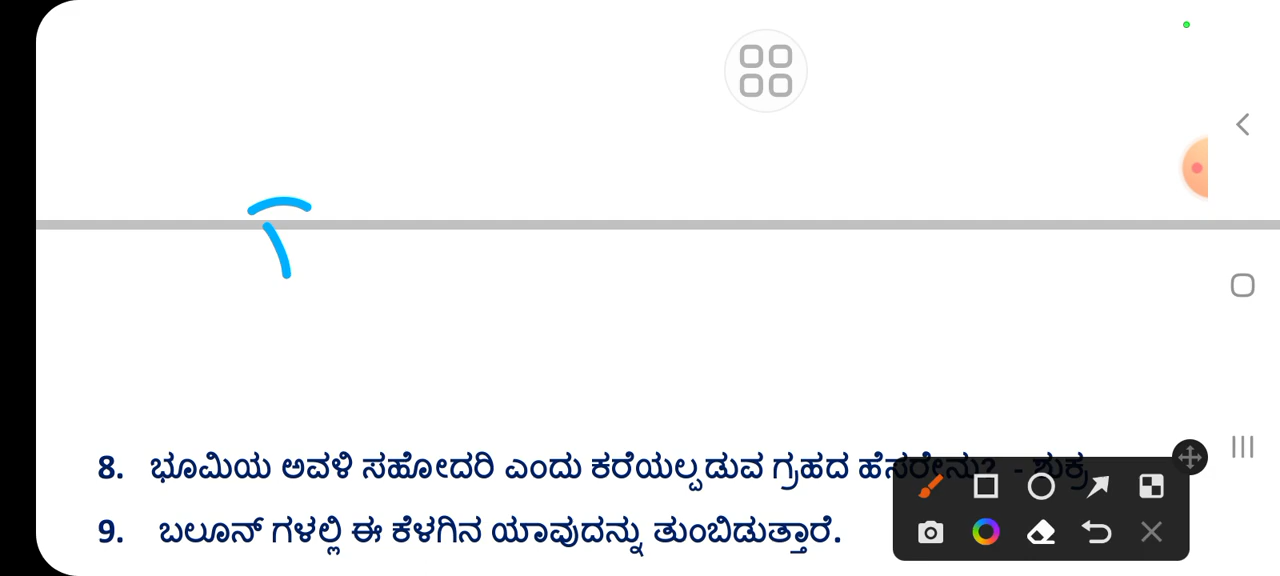 8. ಭೂಮಿಯ ಅವಳಿ ಸಹೋದರಿ ಎಂದು ಕರೆಯಲ್ಪಡುವ ಗ್ರಹದ ಹೆಸರೇನು? - ಶುಕ್ರ
9. ಬಲೂನ್ ಗಳಲ್ಲಿ ಈ ಕೆಳಗಿನ ಯಾವುದನ್ನು ತುಂಬಿಡುತ್ತಾರೆ.